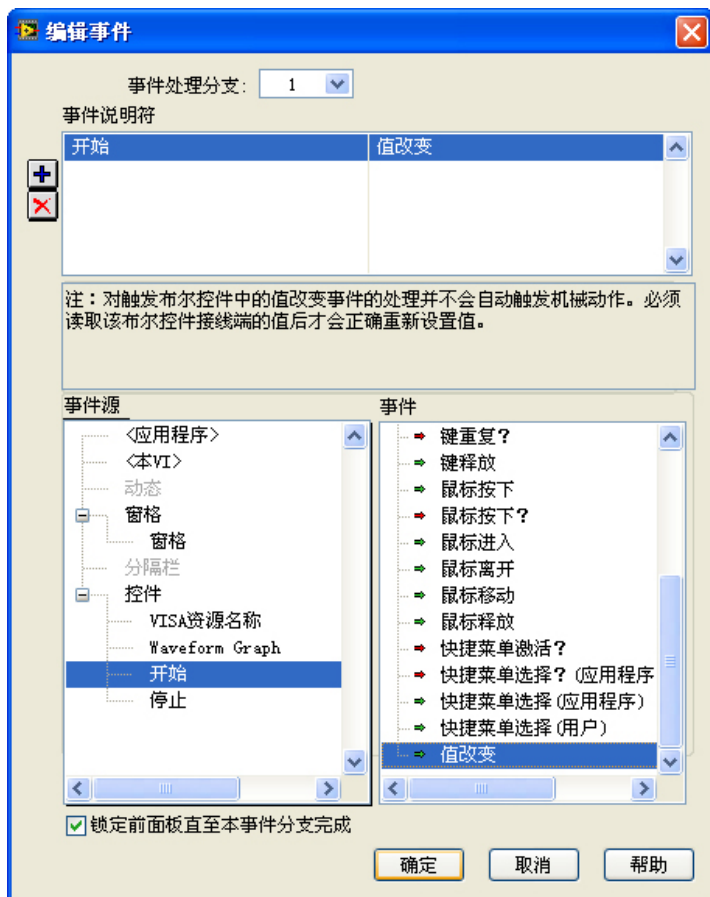 编辑事件
事件处理分支: 1
事件说明符
开始 值改变
注：对触发布尔控件中的值改变事件的处理并不会自动触发机械动作。必须
读取该布尔控件接线端的值后才会正确重新设置值。
事件源
<应用程序>
<本VI>
动态
窗格
窗格
分隔栏
控件
VISA资源名称
Waveform Graph
开始
停止
事件
键重复?
键释放
鼠标按下
鼠标按下?
鼠标进入
鼠标离开
鼠标移动
鼠标释放
快捷菜单激活?
快捷菜单选择? (应用程序
快捷菜单选择(应用程序)
快捷菜单选择(用户)
值改变
锁定前面板直至本事件分支完成
确定 取消 帮助